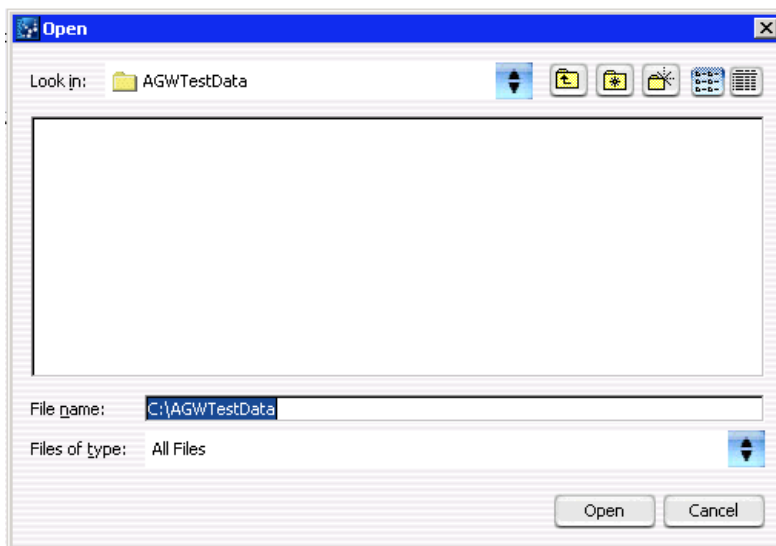 Open
Look in: AGWTestData
File name: C:\AGWTestData
Files of type: All Files
Open Cancel